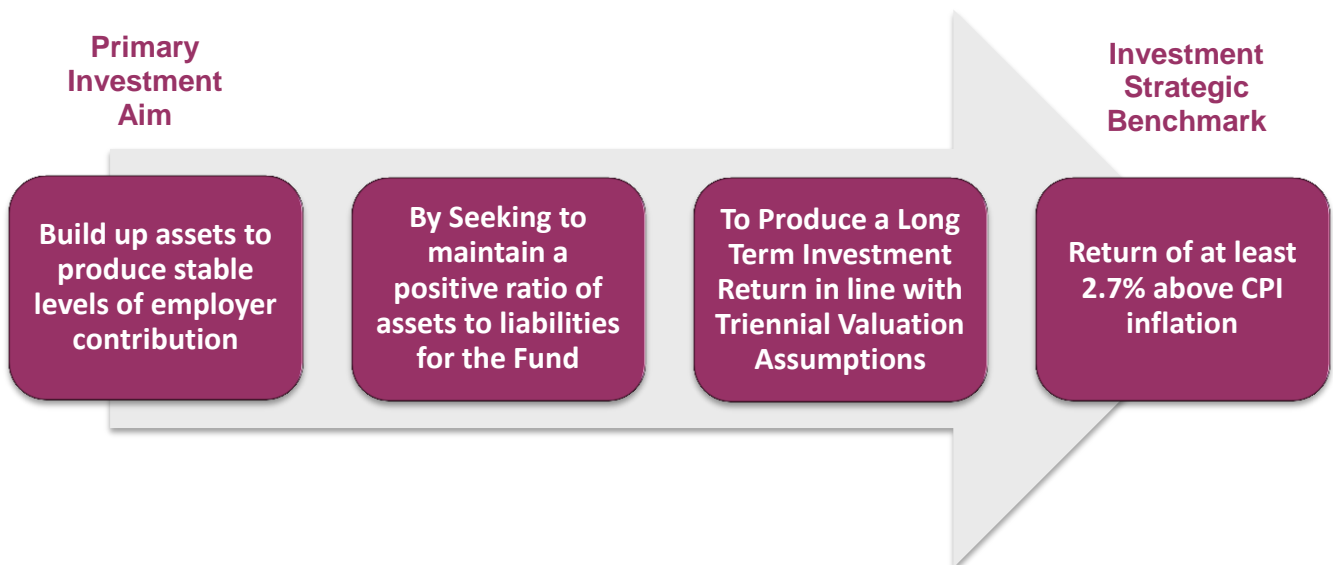 Primary
Investment
Aim
Investment
Strategic
Benchmark
Build up assets to
produce stable
levels of employer
contribution
By Seeking to
maintain a
positive ratio of
assets to liabilities
for the Fund
To Produce a Long
Term Investment
Return in line with
Triennial Valuation
Assumptions
Return of at least
2.7% above CPI
inflation